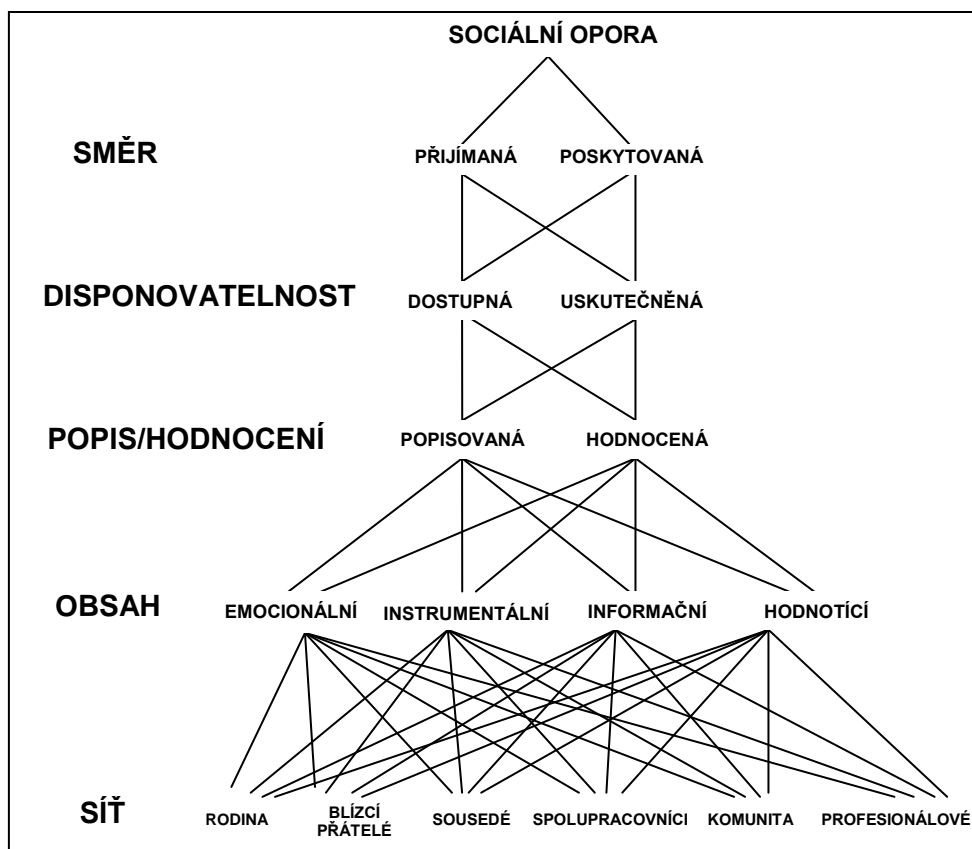 SOCIÁLNÍ OPORA
SMĚR
PŘIJÍMANÁ POSKYTOVANÁ
DISPONOVATELNOST
DOSTUPNÁ USKUTEČNĚNÁ
POPIS/HODNOCENÍ
POPISOVANÁ HODNOCENÁ
OBSAH
EMOCIONÁLNÍ INSTRUMENTÁLNÍ INFORMAČNÍ HODNOTÍCÍ
SÍŤ
RODINA
BLÍZCÍ
PŘÁTELÉ
SOUSEDÉ SPOLUPRACOVNÍCI KOMUNITA PROFESIONÁLOVÉ